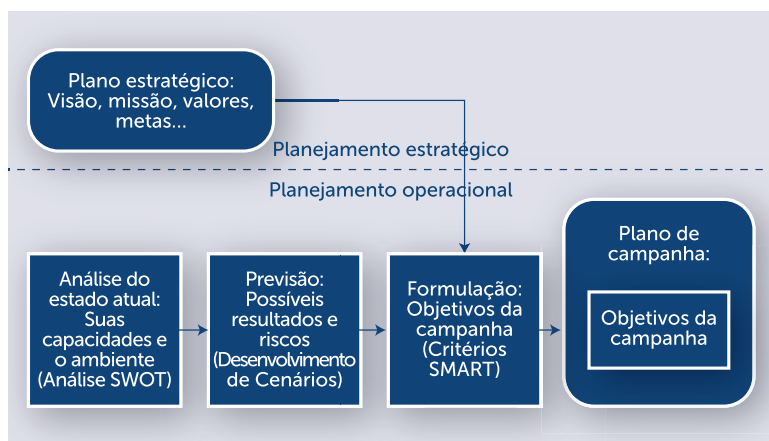 Plano estratégico:
Visão, missão, valores,
metas...
Planejamento estratégico
Planejamento operacional
Análise do
estado atual:
Suas
capacidades e
o ambiente
(Análise SWOT)
Previsão:
Possíveis
resultados e
riscos
(Desenvolvimento
de Cenários)
Formulação:
Objetivos da
campanha
(Critérios
SMART)
Plano de
campanha:
Objetivos da
campanha